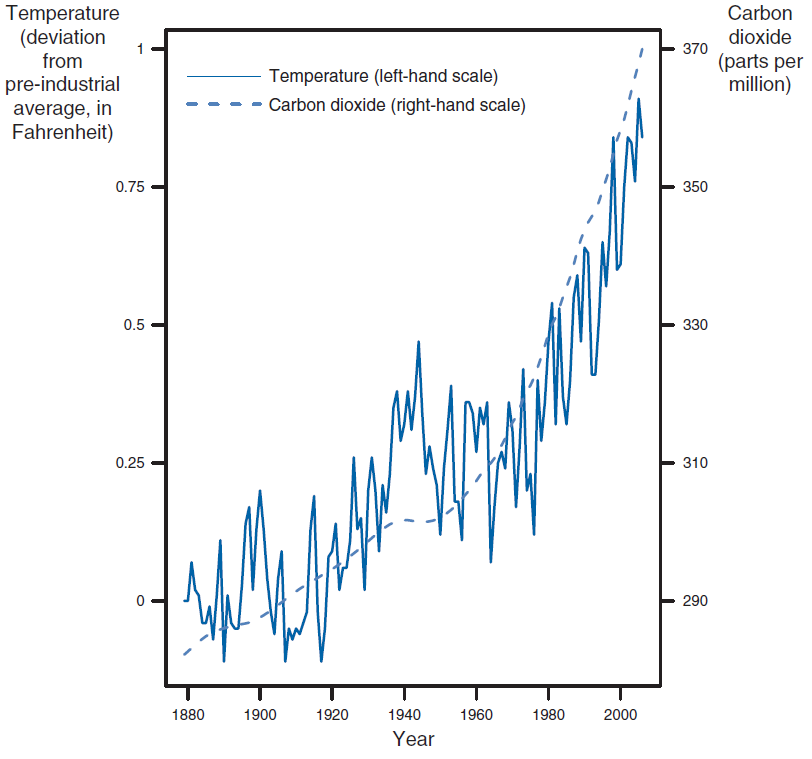 Temperature
(deviation
from
pre-industrial
average, in
Fahrenheit)
Carbon
dioxide
(parts per
million)
Temperature (left-hand scale)
Carbon dioxide (right-hand scale)
1
0.75
0.5
0.25
0
370
350
330
310
290
1880 1900 1920 1940 1960 1980 2000
Year